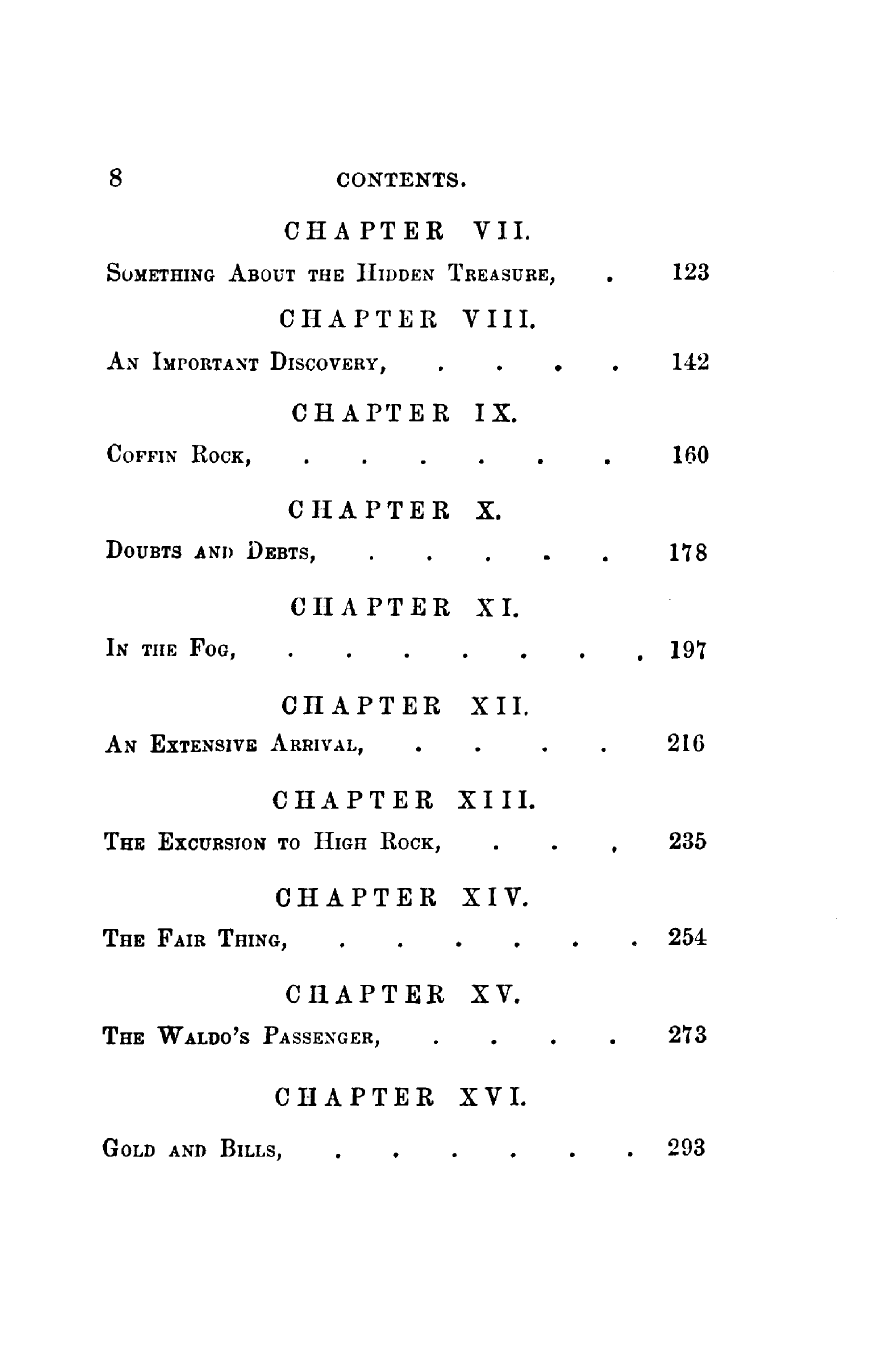 8 CONTENTS.
CHAPTER VII.
SOMETHING ABOUT THE HIDDEN TREASURE, . 123
CHAPTER VIII.
AN IMPORTANT DISCOVERY, . . . . 142
CHAPTER IX.
COFFIN ROCK, . . . . . . 160
CHAPTER X.
DOUBTS AND DEBTS, . . . . . 178
CHAPTER XI.
IN THE FOG, . . . . . . . 197
CHAPTER XII.
AN EXTENSIVE ARRIVAL, . . . . 216
CHAPTER XIII.
THE EXCURSION TO HIGH ROCK, . . . 235
CHAPTER XIV.
THE FAIR THING, . . . . . . 254
CHAPTER XV.
THE WALDO'S PASSENGER, . . . . 273
CHAPTER XVI.
GOLD AND BILLS, . . . . . . 293